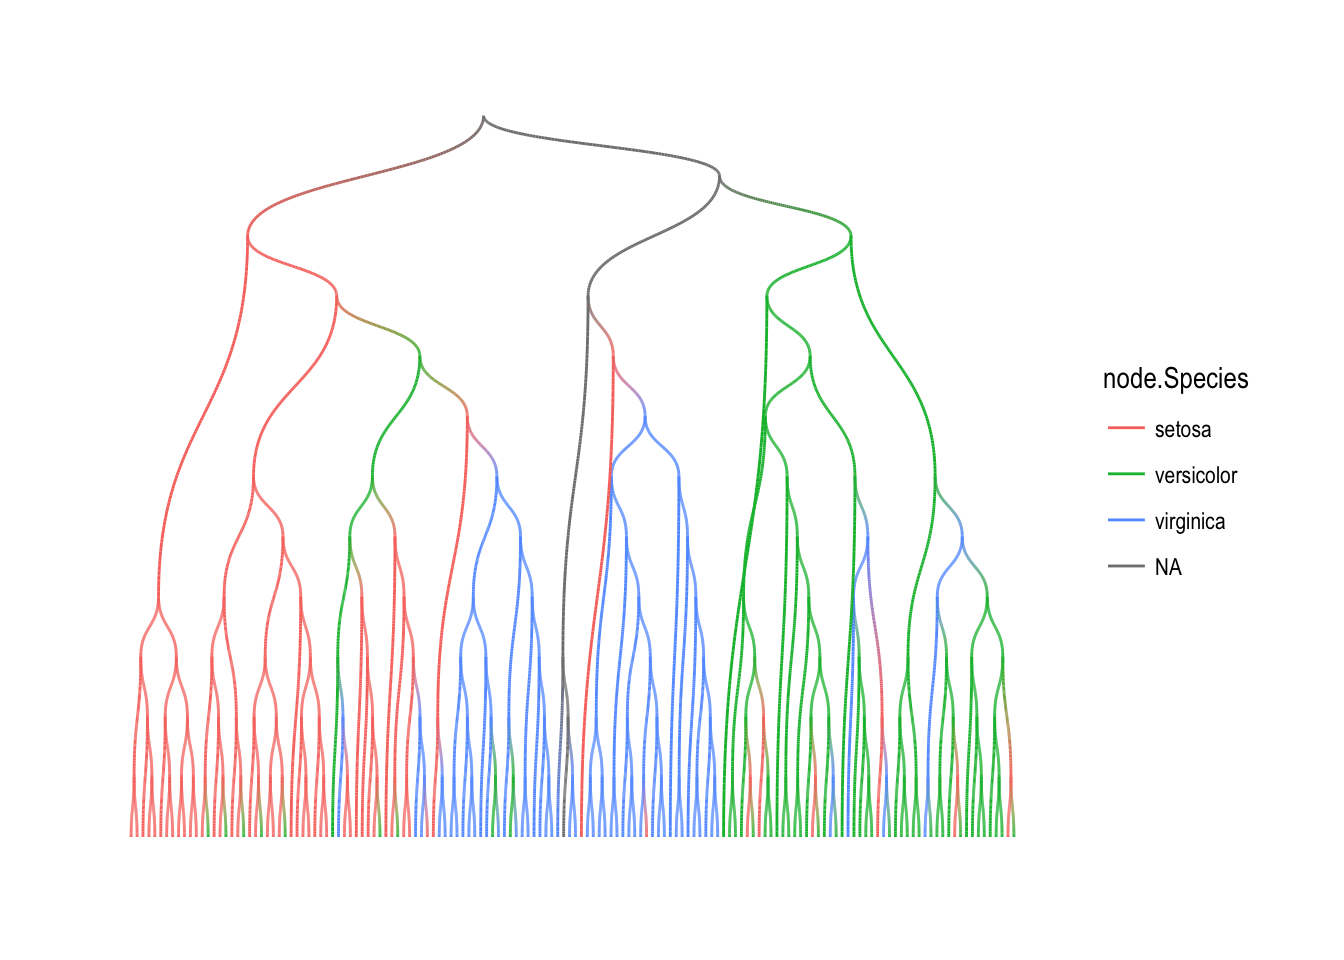 node.Species
setosa
versicolor
virginica
NA